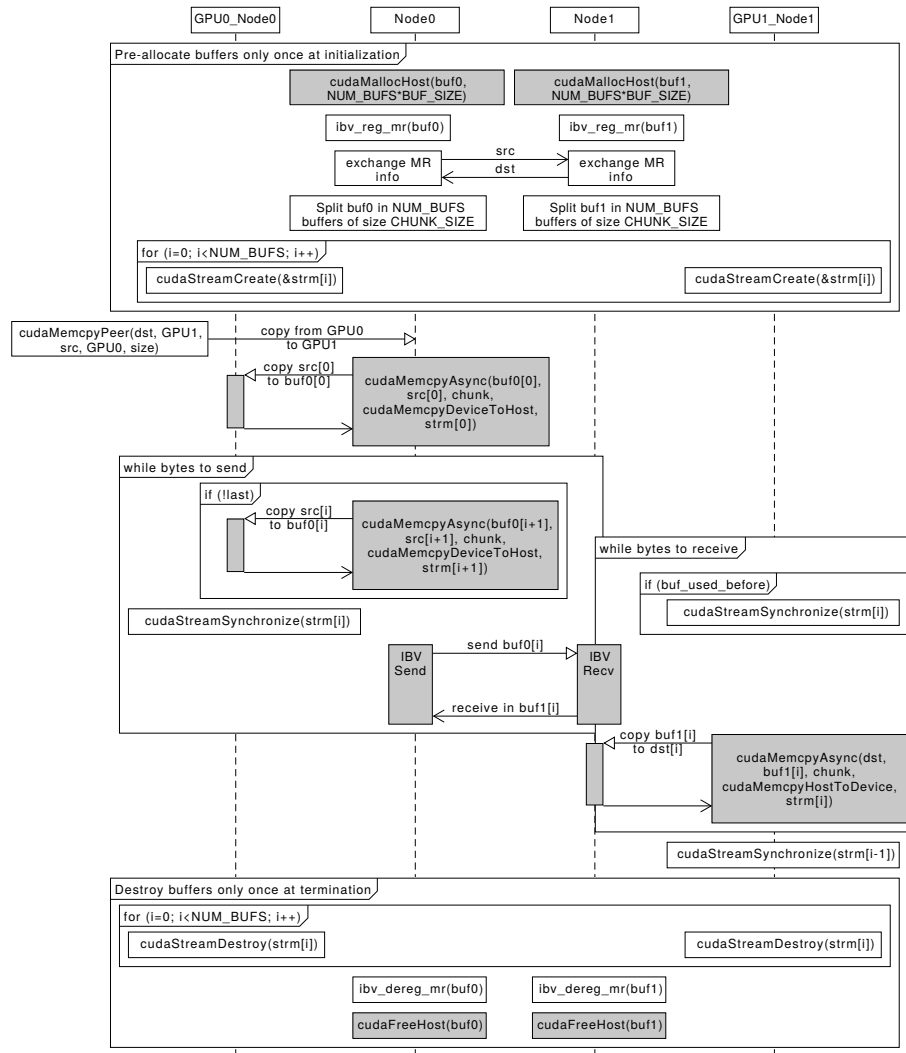 GPU0_Node0
Node0
Node1
GPU1_Node1
Pre-allocate buffers only once at initialization
cudaMallocHost(buf0,
NUM_BUFS*BUF_SIZE)
cudaMallocHost(buf1,
NUM_BUFS*BUF_SIZE)
ibv_reg_mr(buf0)
ibv_reg_mr(buf1)
src
exchange MR
info
dst
exchange MR
info
Split buf0 in NUM_BUFS
buffers of size CHUNK_SIZE
Split buf1 in NUM_BUFS
buffers of size CHUNK_SIZE
for (i=0; i<NUM_BUFS; i++)
cudaStreamCreate(&strm[i])
cudaStreamCreate(&strm[i])
cudaMemcpyPeer(dst, GPU1,
src, GPU0, size)
copy from GPU0
to GPU1
copy src[0]
to buf0[0]
cudaMemcpyAsync(buf0[0],
src[0], chunk,
cudaMemcpyDeviceToHost,
strm[0])
while bytes to send
if (!last)
copy src[i]
to buf0[i]
cudaMemcpyAsync(buf0[i+1],
src[i+1], chunk,
cudaMemcpyDeviceToHost,
strm[i+1])
while bytes to receive
if (buf_used_before)
cudaStreamSynchronize(strm[i])
cudaStreamSynchronize(strm[i])
IBV
Send
send buf0[i]
IBV
Recv
receive in buf1[i]
copy buf1[i]
to dst[i]
cudaMemcpyAsync(dst,
buf1[i], chunk,
cudaMemcpyHostToDevice,
strm[i])
cudaStreamSynchronize(strm[i-1])
Destroy buffers only once at termination
for (i=0; i<NUM_BUFS; i++)
cudaStreamDestroy(strm[i])
cudaStreamDestroy(strm[i])
ibv_dereg_mr(buf0)
ibv_dereg_mr(buf1)
cudaFreeHost(buf0)
cudaFreeHost(buf1)